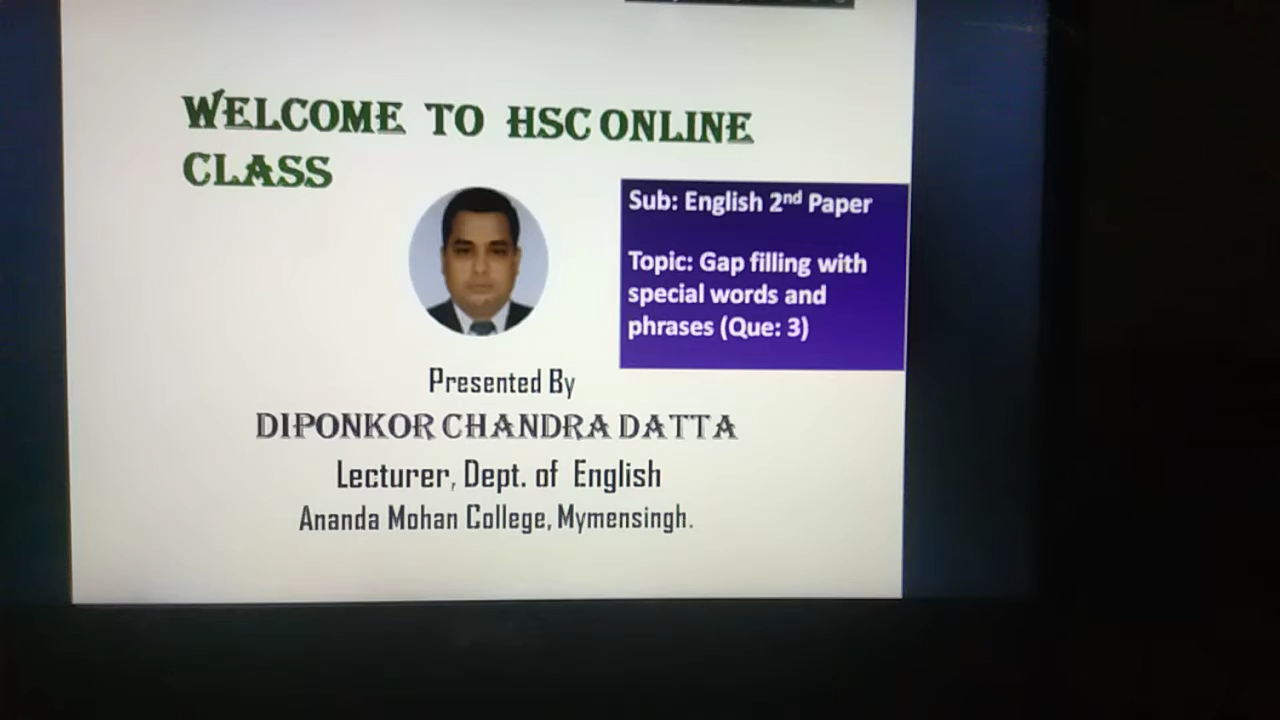 WELCOME TO HSC ONLINE
CLASS
Sub: English 2nd Paper
Topic: Gap filling with
special words and
phrases (Que: 3)
Presented By
DIPONKOR CHANDRA DATTA
Lecturer, Dept. of English
Ananda Mohan College, Mymensingh.